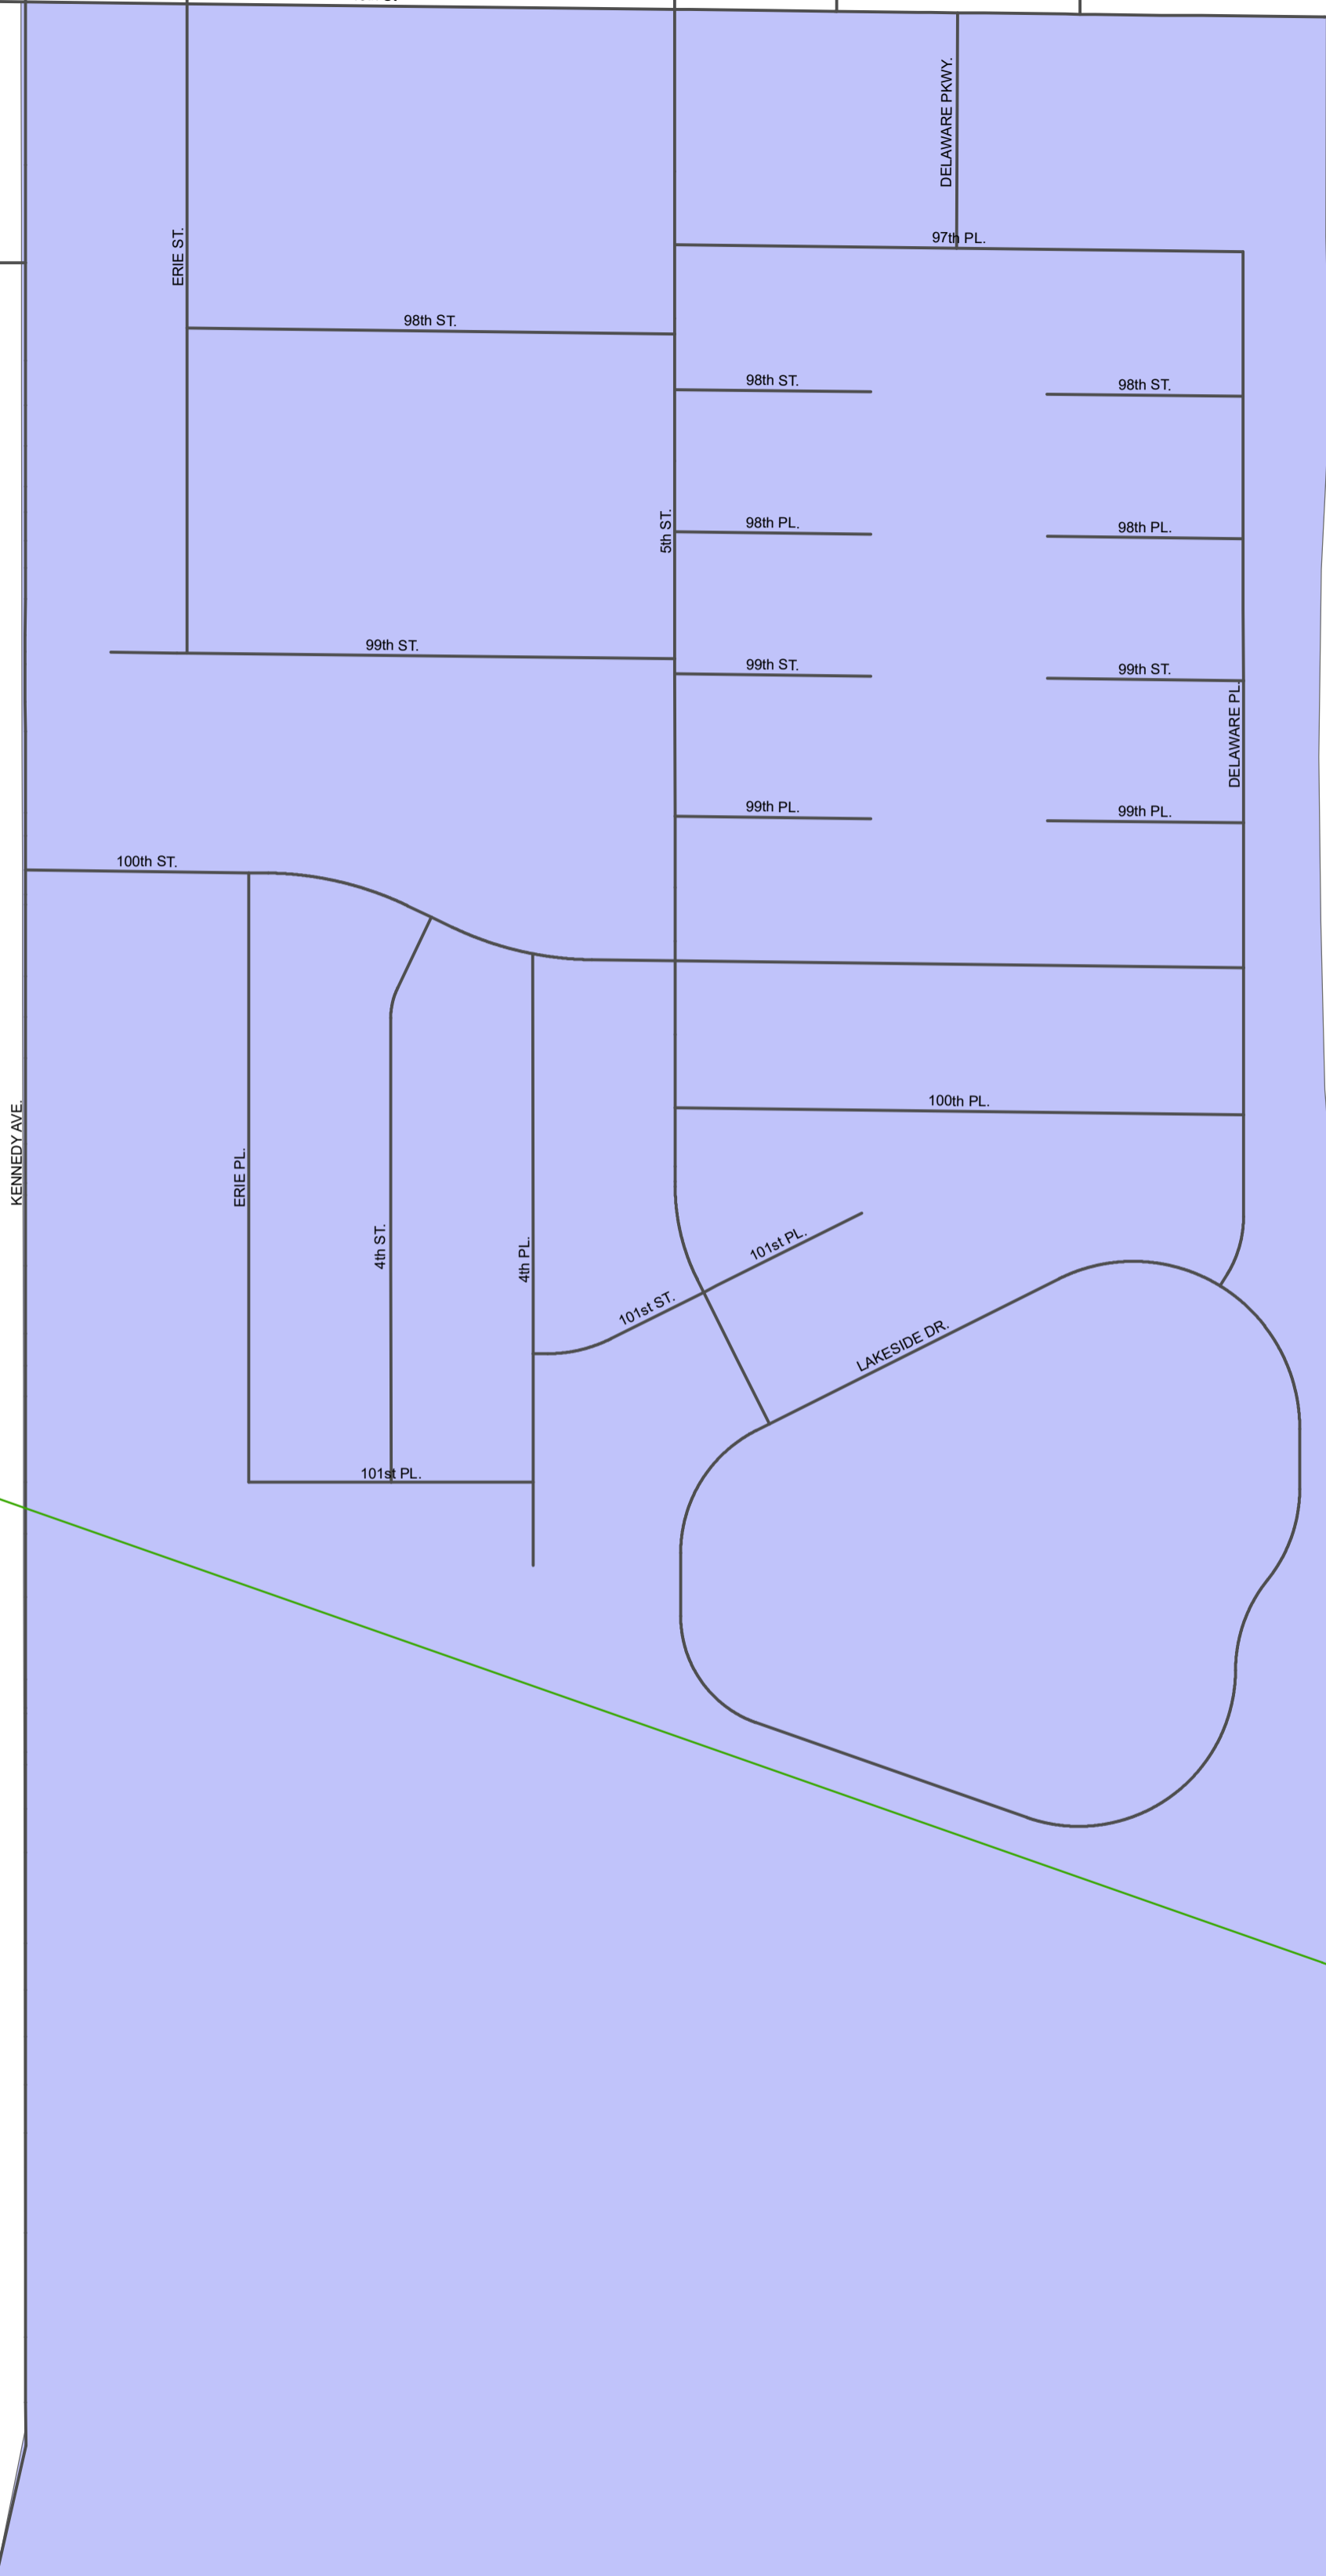 DELAWARE PKWY.
ERIE ST.
97th PL.
98th ST.
98th ST.
98th ST.
5th ST.
98th PL.
98th PL.
99th ST.
99th ST.
99th ST.
DELAWARE PL.
99th PL.
99th PL.
100th ST.
100th PL.
KENNEDY AVE.
ERIE PL.
4th ST.
4th PL.
101st PL.
101st ST.
LAKESIDE DR.
101st PL.